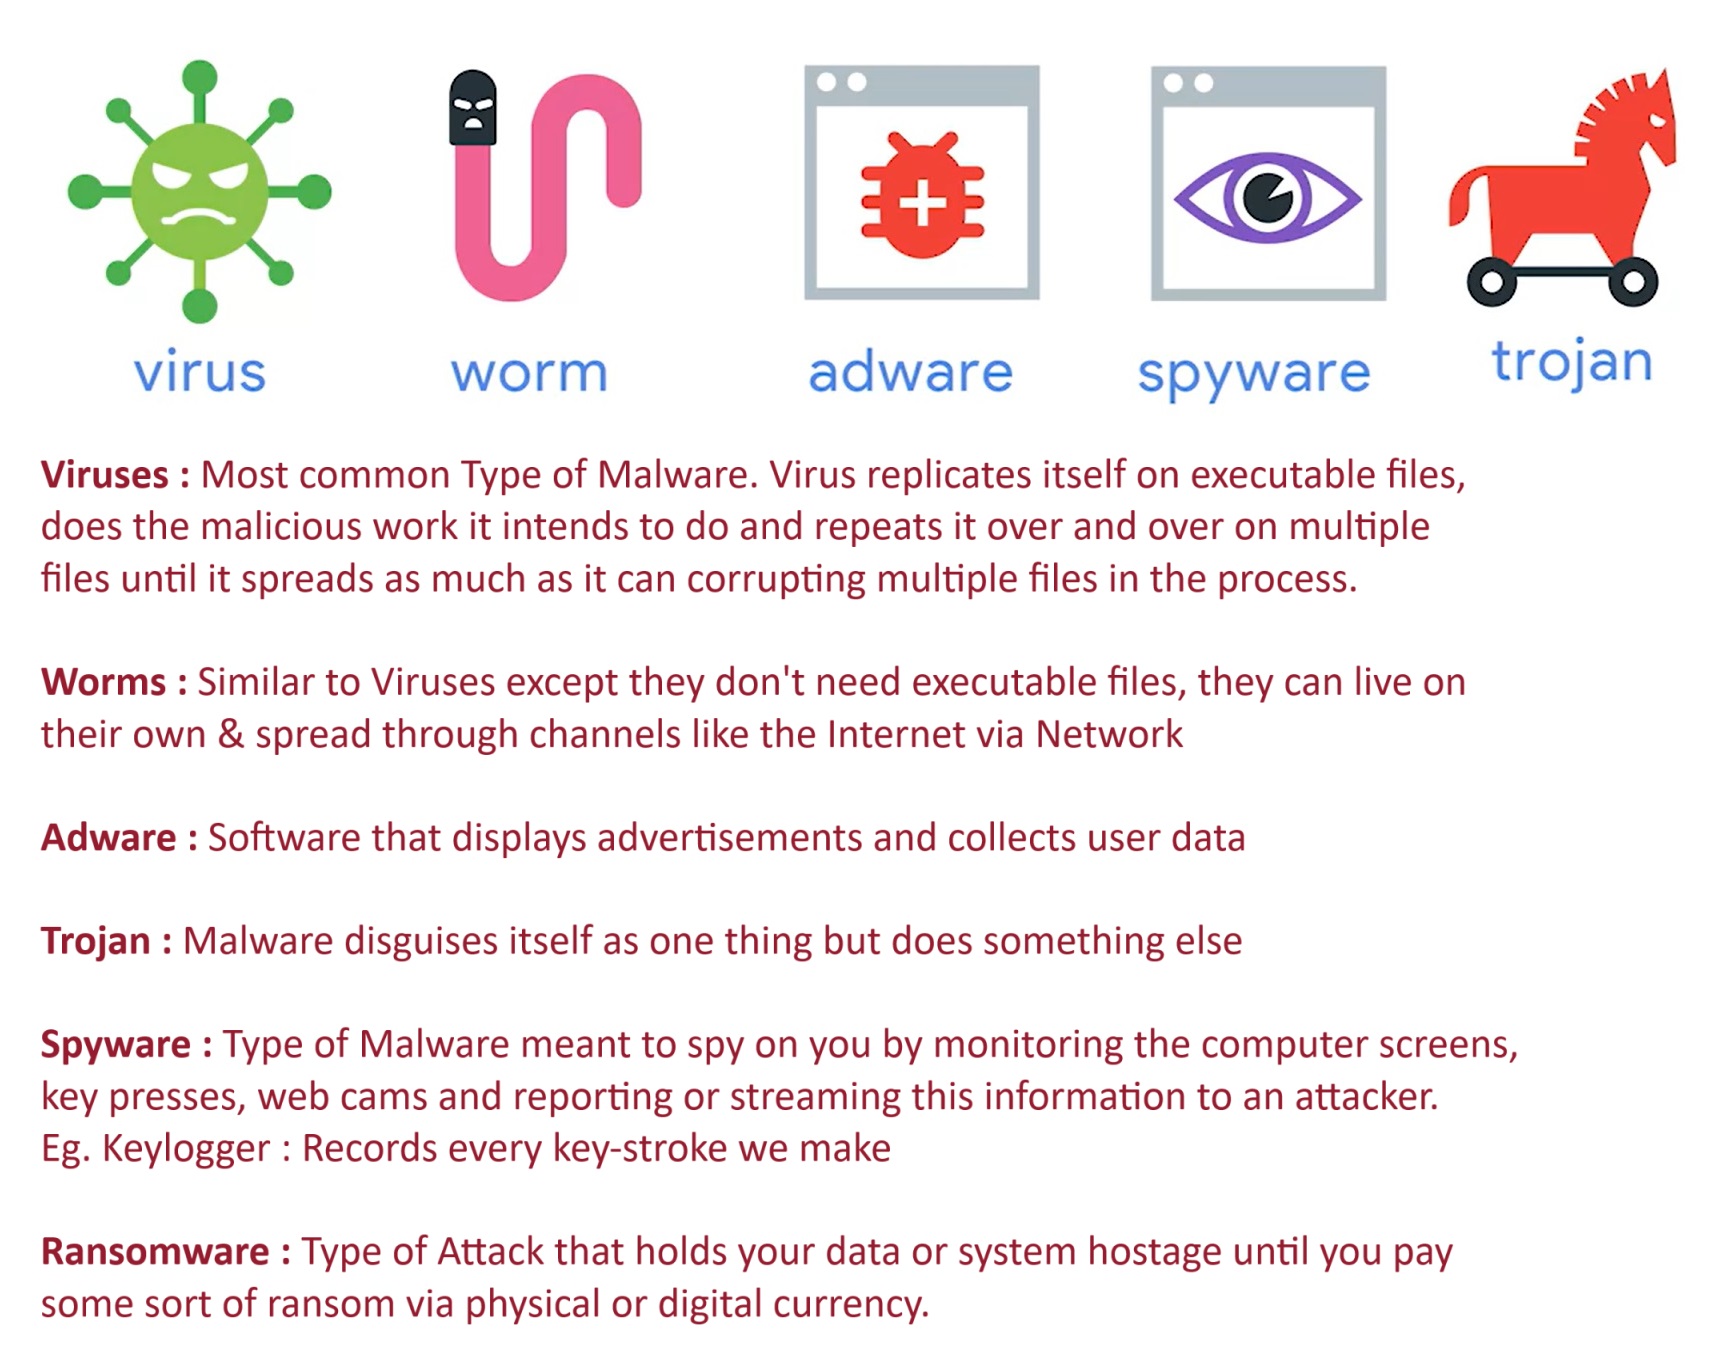 virus
worm
adware
spyware
trojan
Viruses : Most common Type of Malware. Virus replicates itself on executable files,
does the malicious work it intends to do and repeats it over and over on multiple
files until it spreads as much as it can corrupting multiple files in the process.
Worms : Similar to Viruses except they don't need executable files, they can live on
their own & spread through channels like the Internet via Network
Adware : Software that displays advertisements and collects user data
Trojan : Malware disguises itself as one thing but does something else
Spyware : Type of Malware meant to spy on you by monitoring the computer screens,
key presses, web cams and reporting or streaming this information to an attacker.
Eg. Keylogger : Records every key-stroke we make
Ransomware : Type of Attack that holds your data or system hostage until you pay
some sort of ransom via physical or digital currency.